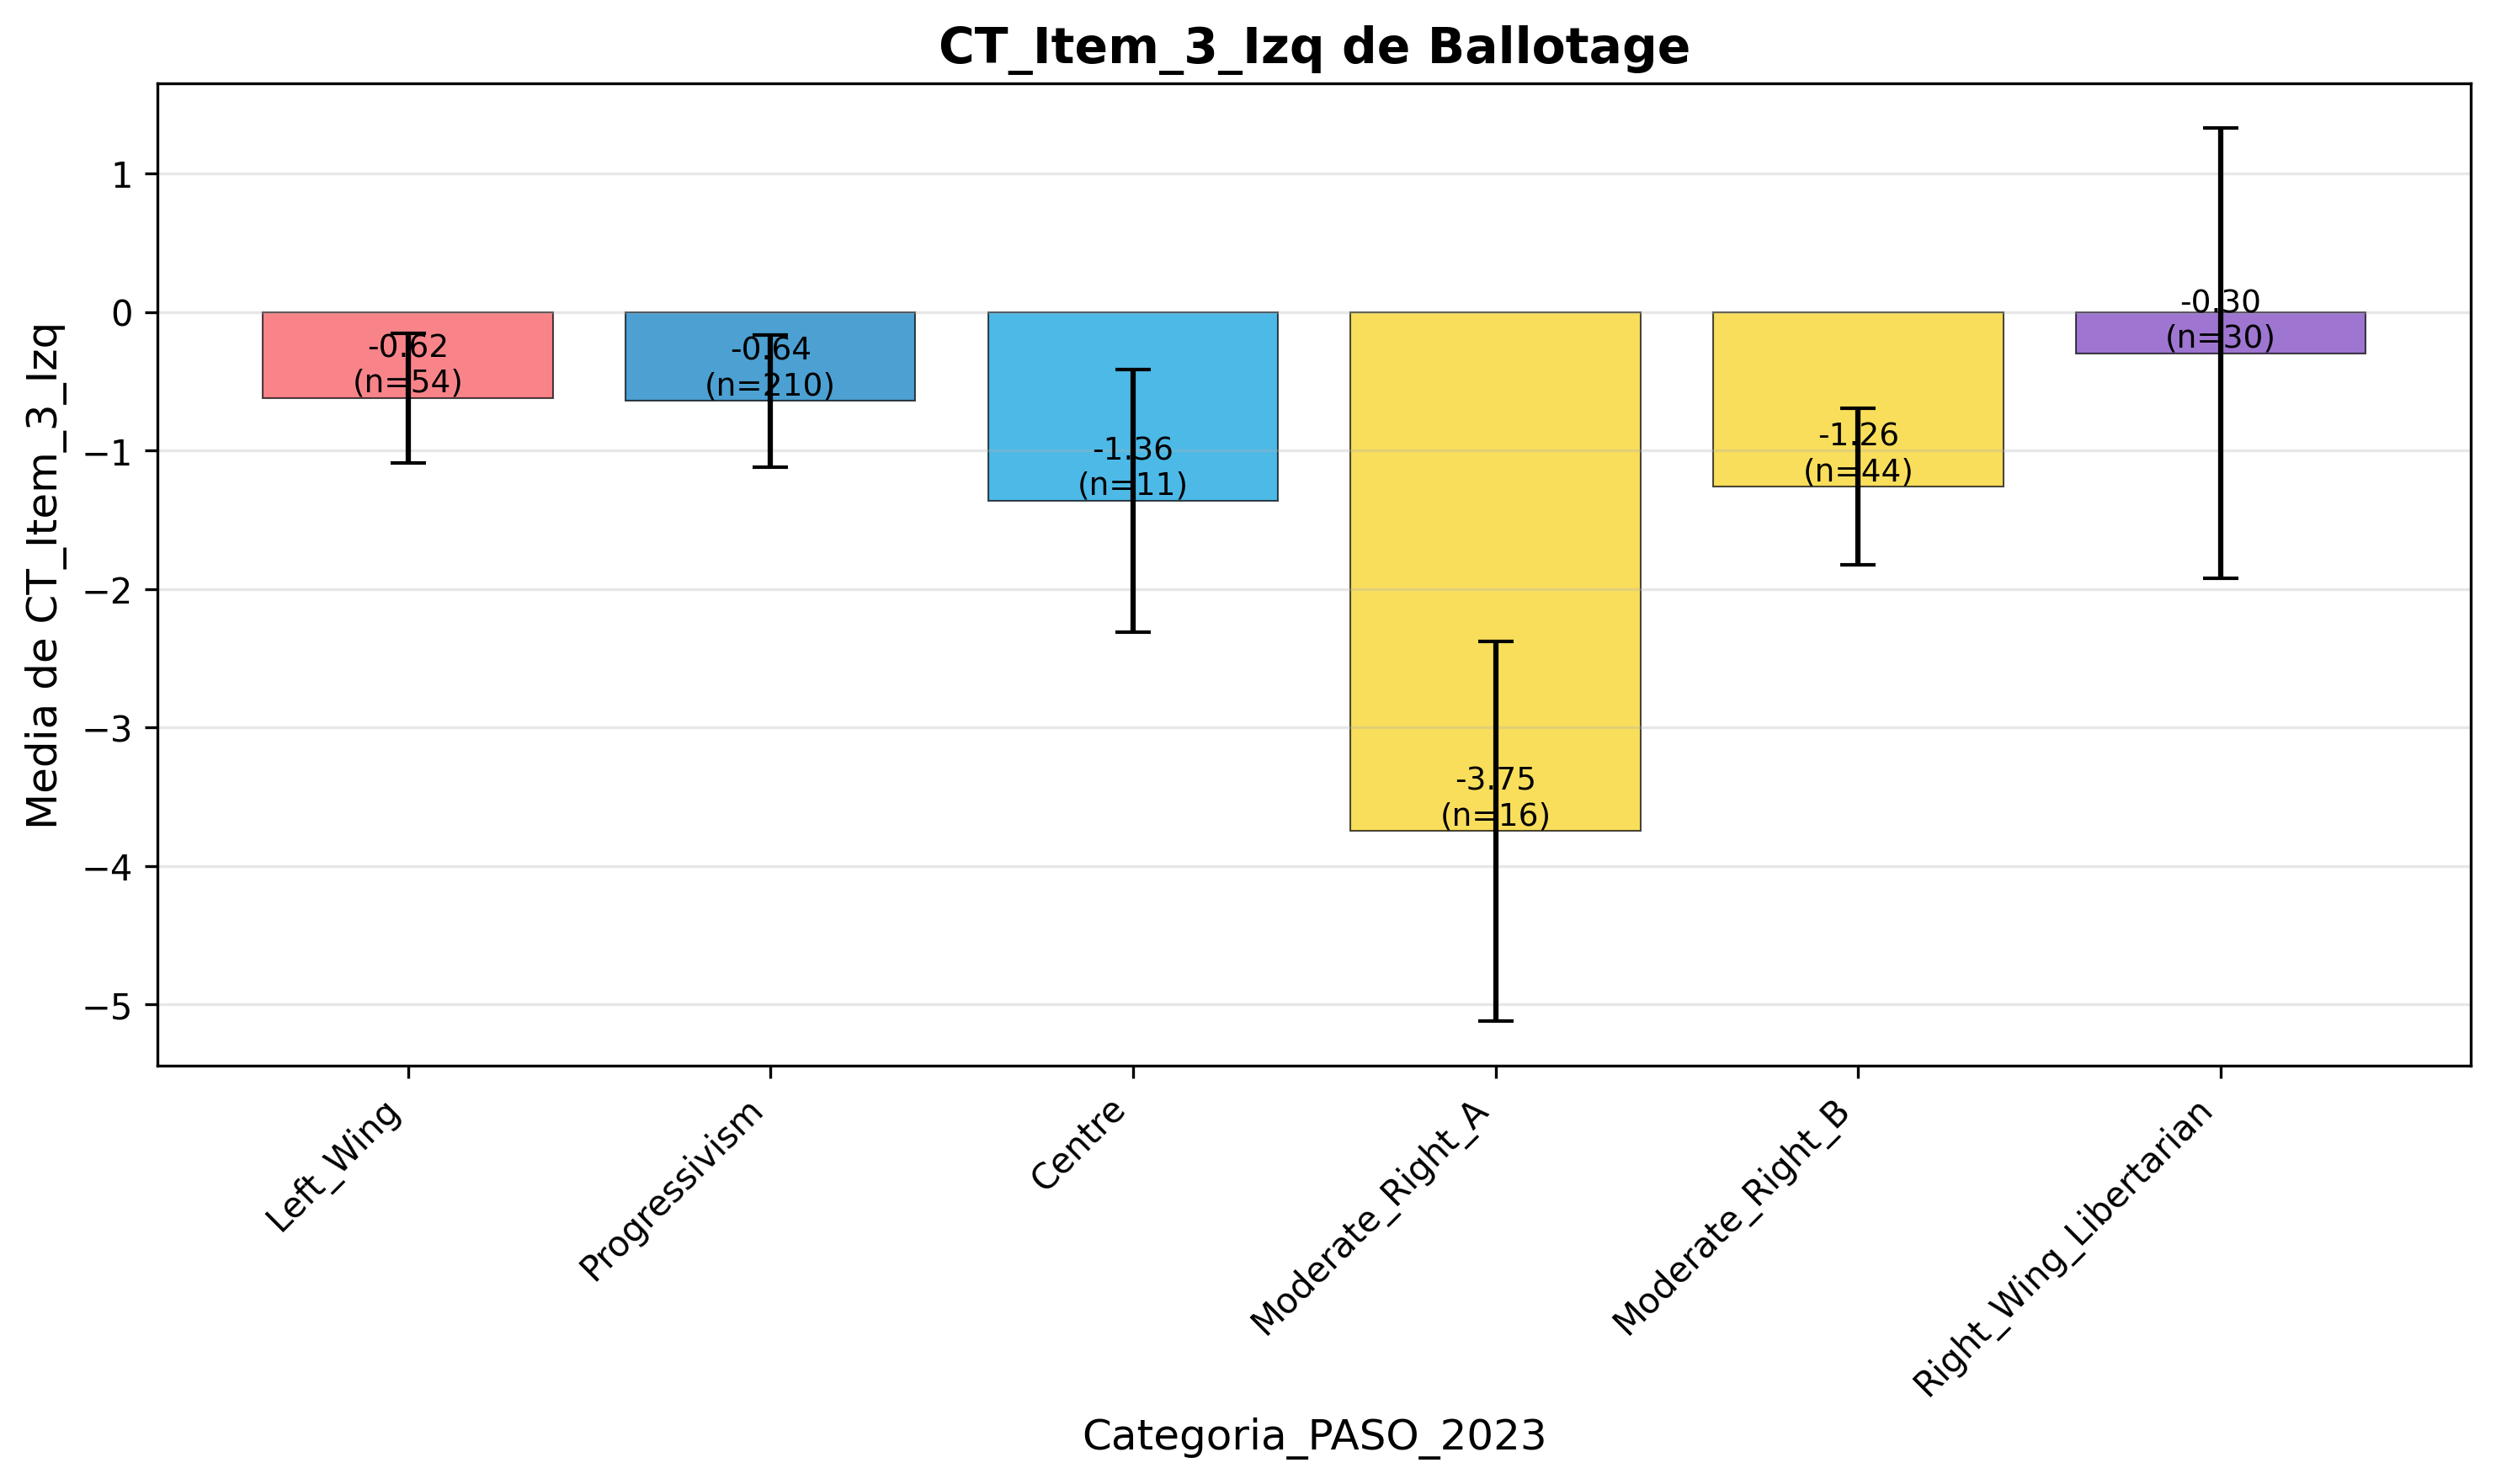 CT_Item_3_Izq de Ballotage
Media de CT_Item_3_Izq
1
0
−1
−2
−3
−4
−5
-0.62
(n=54)
-0.64
(n=210)
-1.36
(n=11)
-3.75
(n=16)
-1.26
(n=44)
-0.30
(n=30)
Left_Wing
Progressivism
Centre
Moderate_Right_A
Moderate_Right_B
Right_Wing_Libertarian
Categoria_PASO_2023